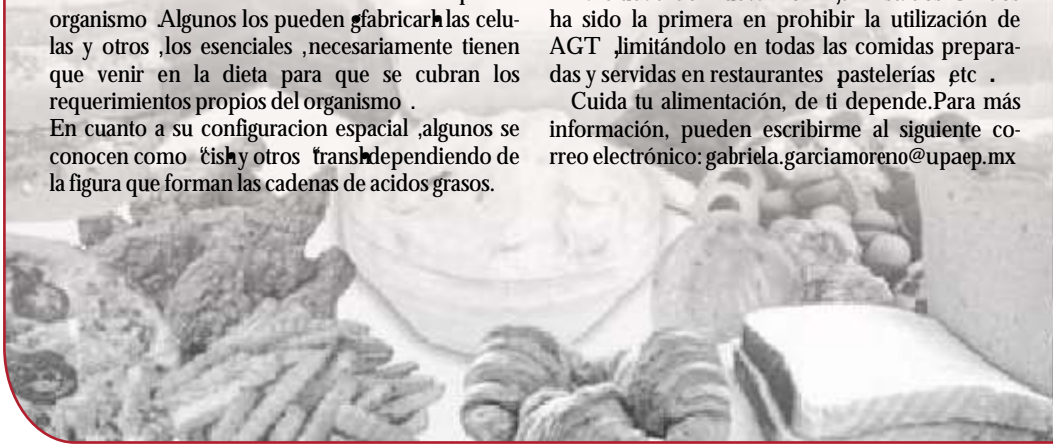 organismo .Algunos los pueden “fabricar” las celu-
las y otros ,los esenciales ,necesariamente tienen
que venir en la dieta para que se cubran los
requerimientos propios del organismo .
En cuanto a su configuracion espacial ,algunos se
conocen como “cis” y otros “trans” dependiendo de
la figura que forman las cadenas de acidos grasos.
ha sido la primera en prohibir la utilización de
AGT ,limitándolo en todas las comidas prepara-
das y servidas en restaurantes ,pastelerías ,etc .
Cuida tu alimentación, de ti depende.Para más
información, pueden escribirme al siguiente co-
rreo electrónico: gabriela.garciamoreno@upaep.mx